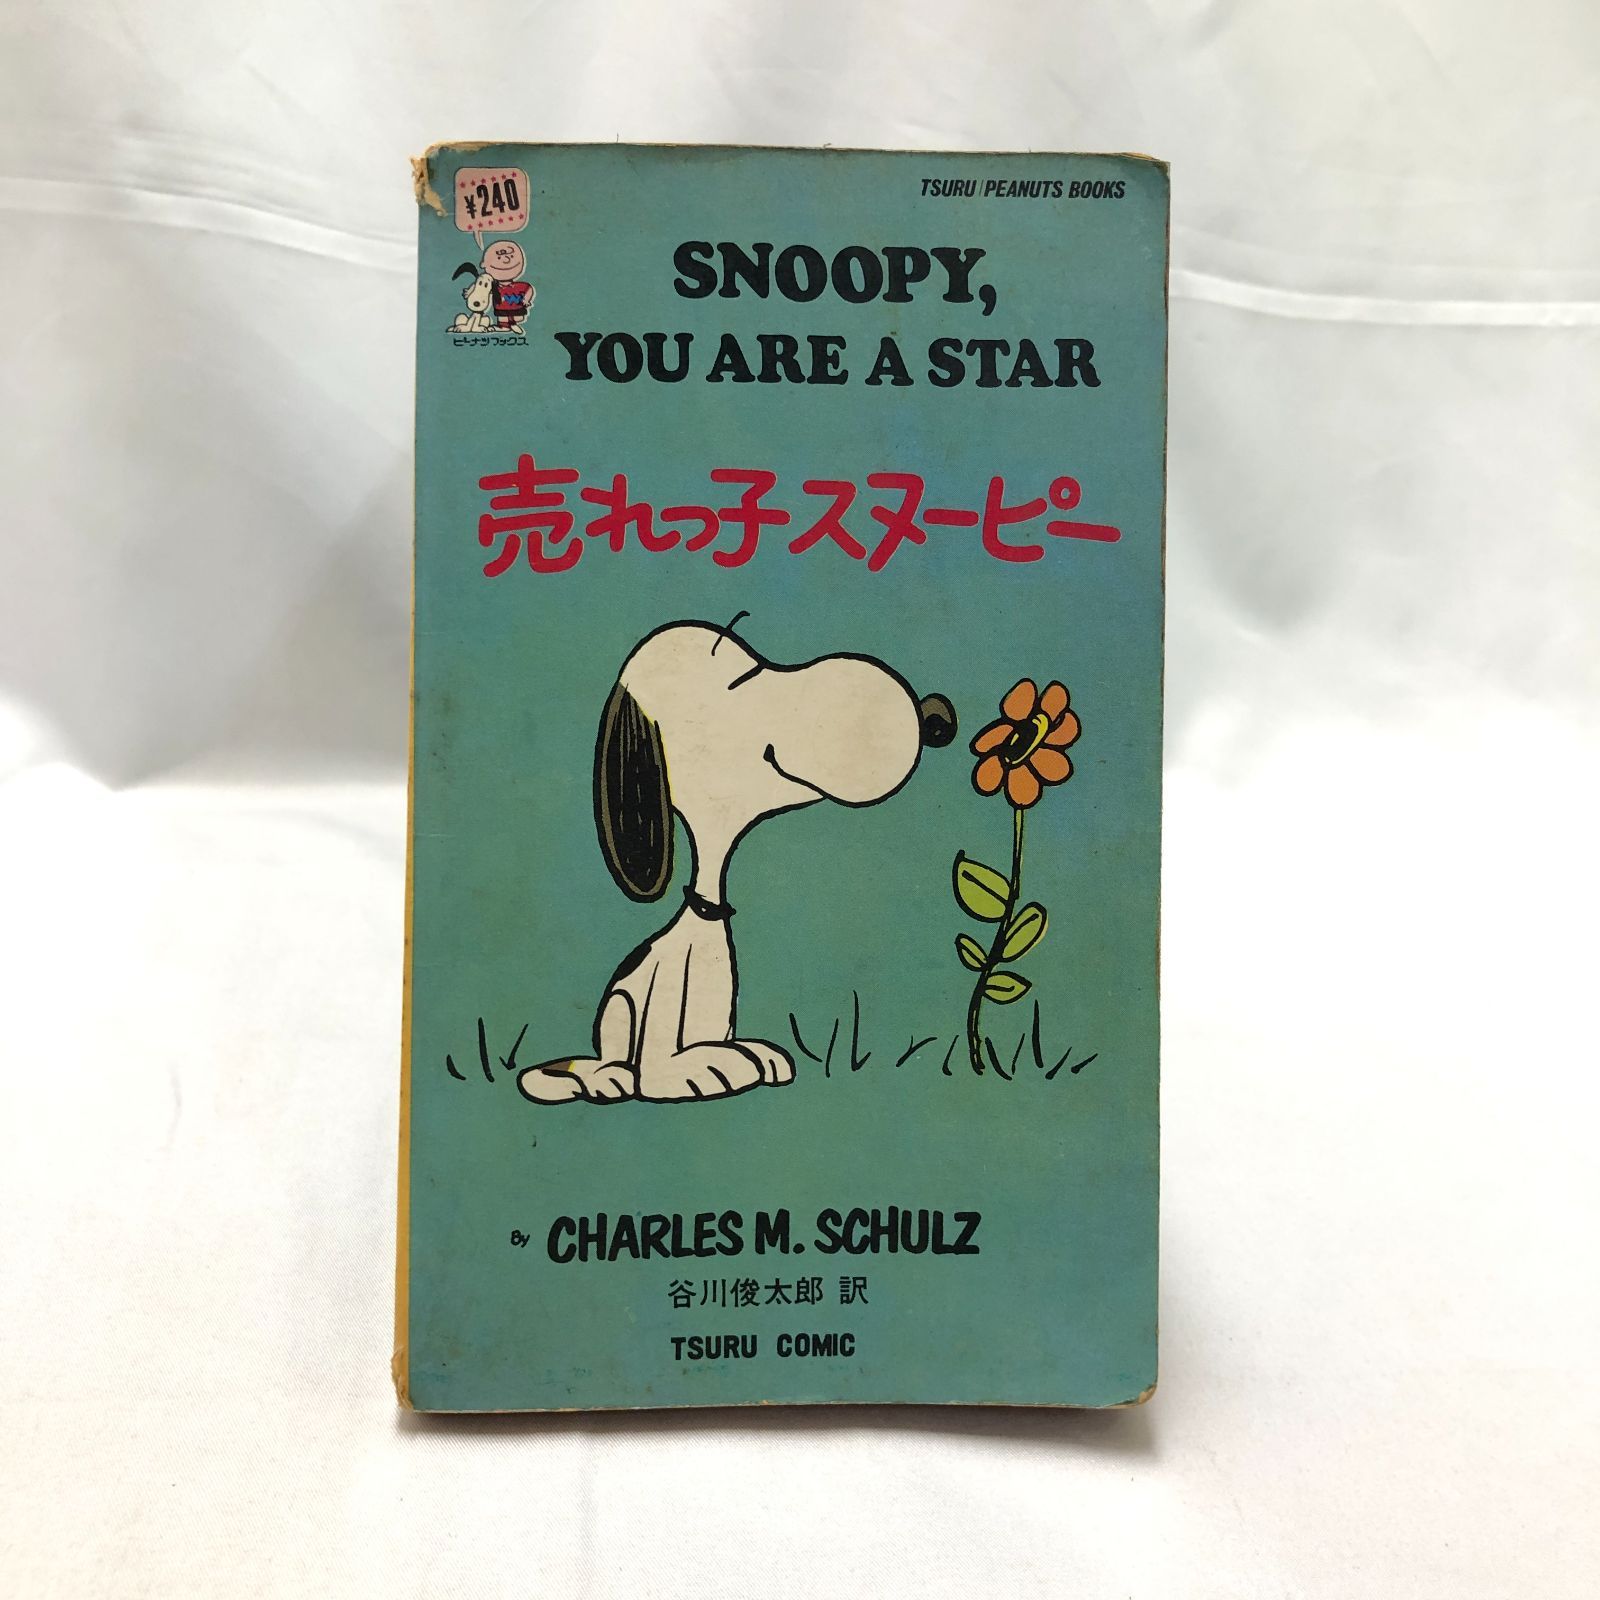 ¥240
ピーナツブックス
TSURU/PEANUTS BOOKS
SNOOPY,
YOU ARE A STAR
売れっ子スヌーピー
By CHARLES M. SCHULZ
谷川俊太郎 訳
TSURU COMIC